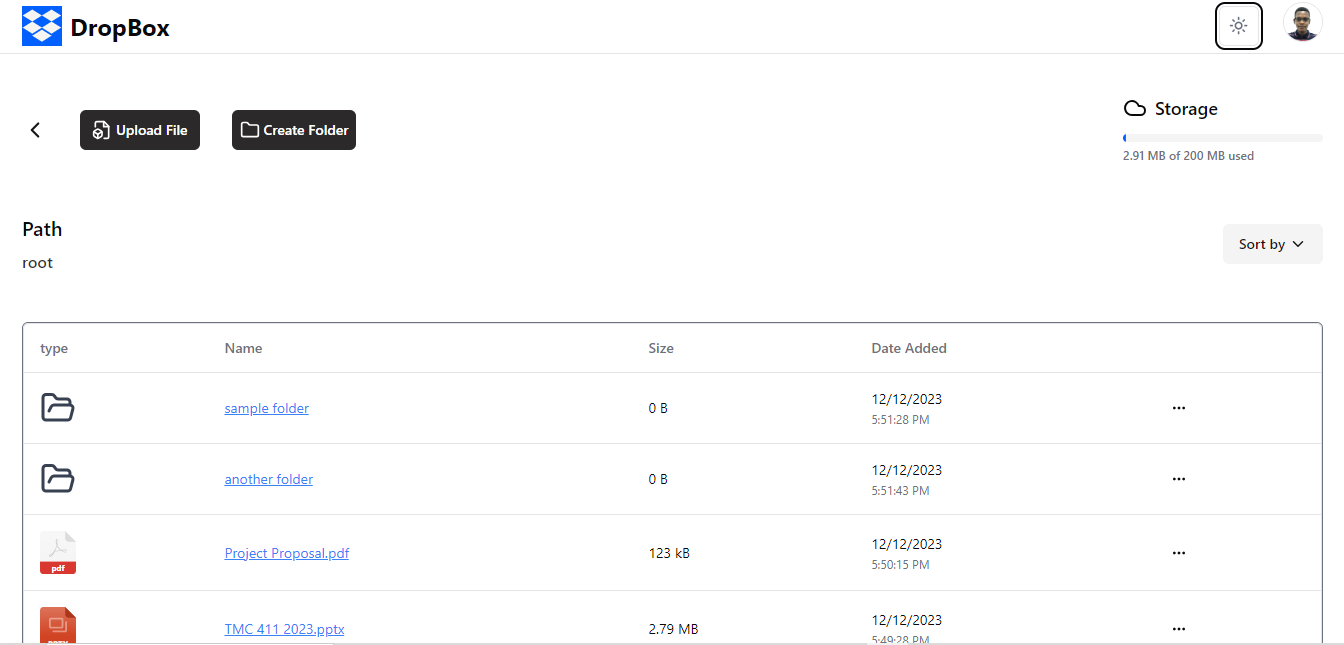 DropBox
Upload File
Create Folder
Storage
2.91 MB of 200 MB used
Path
root
Sort by
type Name Size Date Added
sample folder 0 B 12/12/2023
5:51:28 PM
another folder 0 B 12/12/2023
5:51:43 PM
Project Proposal.pdf 123 kB 12/12/2023
pdf 5:50:15 PM
TMC 411 2023.pptx 2.79 MB 12/12/2023
5:49:28 PM